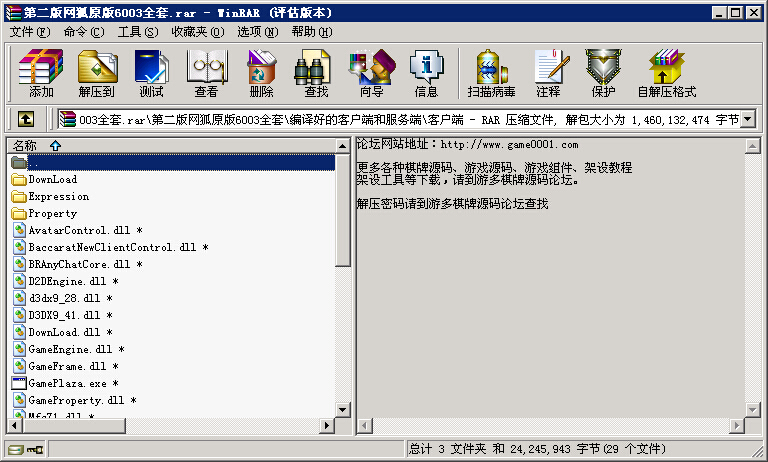 第二版网狐原版6003全套.rar - WinRAR (评估版本)
文件(F) 命令(C) 工具(S) 收藏夹(O) 选项(N) 帮助(H)
添加 解压到 测试 查看 删除 查找 向导 信息 扫描病毒 注释 保护 自解压格式
003全套.rar\第二版网狐原版6003全套\编译好的客户端和服务端\客户端 - RAR 压缩文件, 解包大小为 1,460,132,474 字节
名称
..
DownLoad
Expression
Property
AvatarControl.dll *
BaccaratNewClientControl.dll *
BRAnyChatCore.dll *
D2DEngine.dll *
d3dx9_28.dll *
D3DX9_41.dll *
DownLoad.dll *
GameEngine.dll *
GameFrame.dll *
GamePlaza.exe *
GameProperty.dll *
Mfc71.dll *
论坛网站地址：http://www.game0001.com
更多各种棋牌源码、游戏源码、游戏组件、架设教程
架设工具等下载，请到游多棋牌源码论坛。
解压密码请到游多棋牌源码论坛查找
总计 3 文件夹 和 24,245,943 字节(29 个文件)